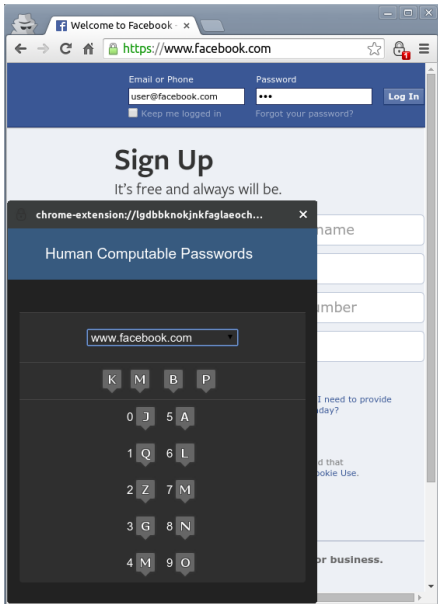 Welcome to Facebook -
https://www.facebook.com
Email or Phone
Password
user@facebook.com
Log In
Keep me logged in
Forgot your password?
Sign Up
It's free and always will be.
chrome-extension://lgdbbknokjnkfaglaeoch...
name
Human Computable Passwords
mber
www.facebook.com
K M B P
I need to provide
day?
0 J 5 A
1 Q 6 L
d that
ookie Use.
2 Z 7 M
3 G 8 N
or business.
4 M 9 O